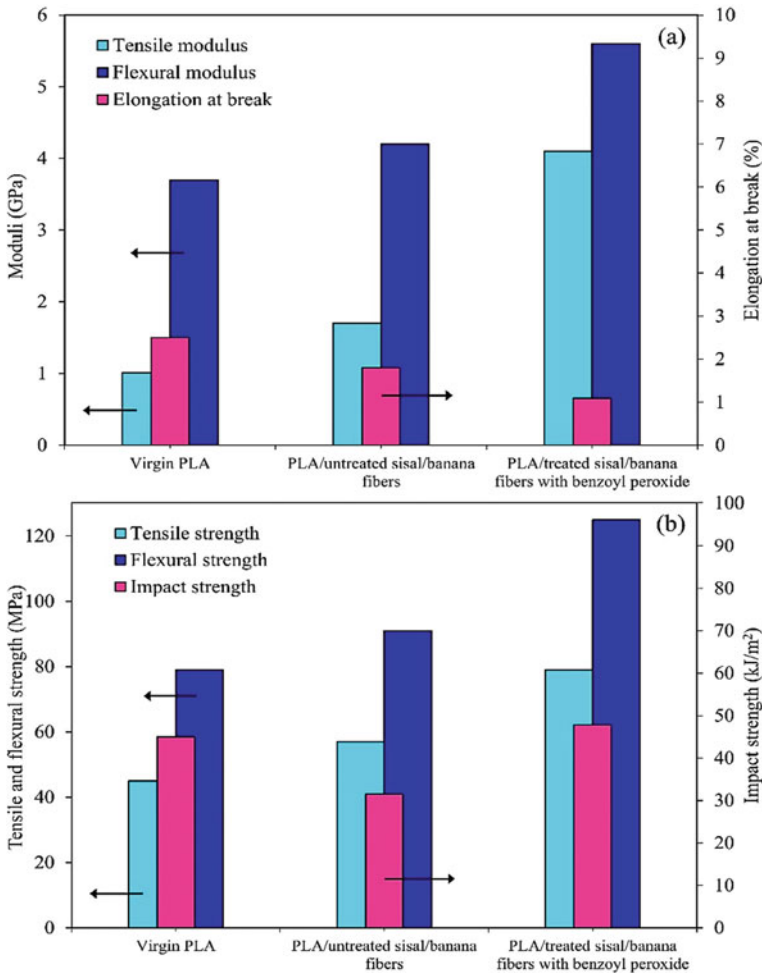 (a)
Tensile modulus
Flexural modulus
Elongation at break
Moduli (GPa)
6
5
4
3
2
1
0
10
9
8
7
6
5
4
3
2
1
0
Elongation at break (%)
Virgin PLA
PLA/untreated sisal/banana
fibers
PLA/treated sisal/banana
fibers with benzoyl peroxide
(b)
Tensile strength
Flexural strength
Impact strength
Tensile and flexural strength (MPa)
120
100
80
60
40
20
0
100
90
80
70
60
50
40
30
20
10
0
Impact strength (kJ/m²)
Virgin PLA
PLA/untreated sisal/banana
fibers
PLA/treated sisal/banana
fibers with benzoyl peroxide